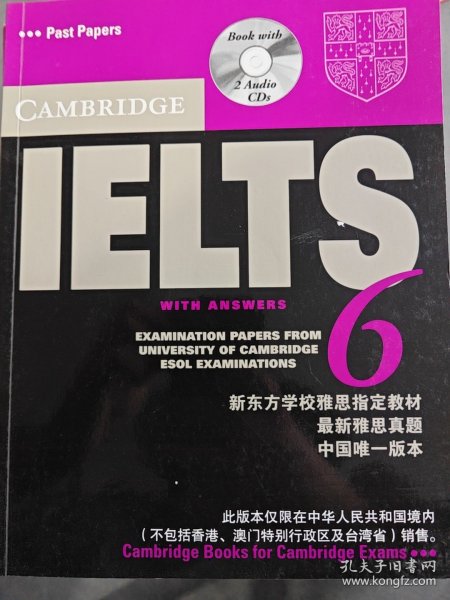 ••• Past Papers
Book with
2 Audio
CDs
CAMBRIDGE
IELTS
6
WITH ANSWERS
EXAMINATION PAPERS FROM
UNIVERSITY OF CAMBRIDGE
ESOL EXAMINATIONS
新东方学校雅思指定教材
最新雅思真题
中国唯一版本
此版本仅限在中华人民共和国境内
（不包括香港、澳门特别行政区及台湾省）销售。
Cambridge Books for Cambridge Exams •••
孔夫子旧书网
www.kongfz.com